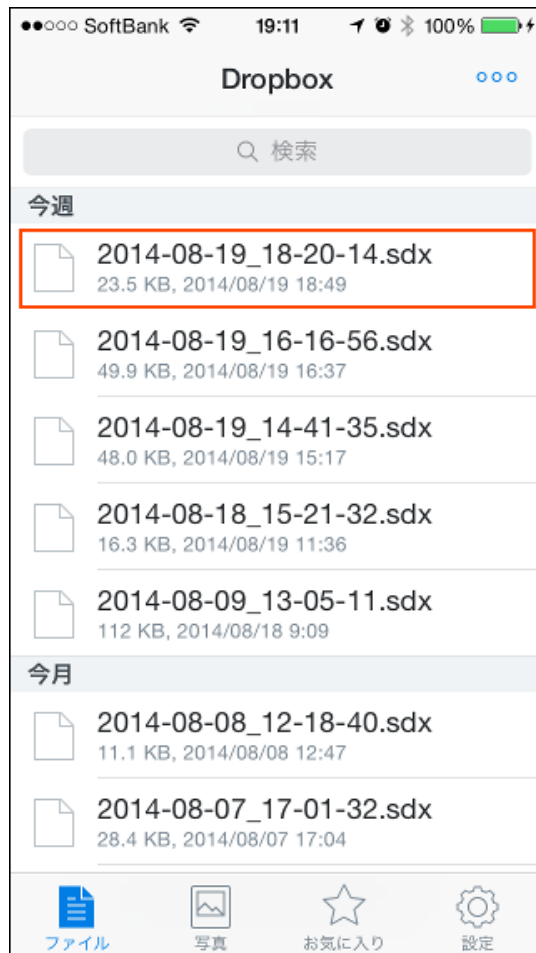 SoftBank 19:11 100%
Dropbox
検索
今週
2014-08-19_18-20-14.sdx
23.5 KB, 2014/08/19 18:49
2014-08-19_16-16-56.sdx
49.9 KB, 2014/08/19 16:37
2014-08-19_14-41-35.sdx
48.0 KB, 2014/08/19 15:17
2014-08-18_15-21-32.sdx
16.3 KB, 2014/08/19 11:36
2014-08-09_13-05-11.sdx
112 KB, 2014/08/18 9:09
今月
2014-08-08_12-18-40.sdx
11.1 KB, 2014/08/08 12:47
2014-08-07_17-01-32.sdx
28.4 KB, 2014/08/07 17:04
ファイル 写真 お気に入り 設定